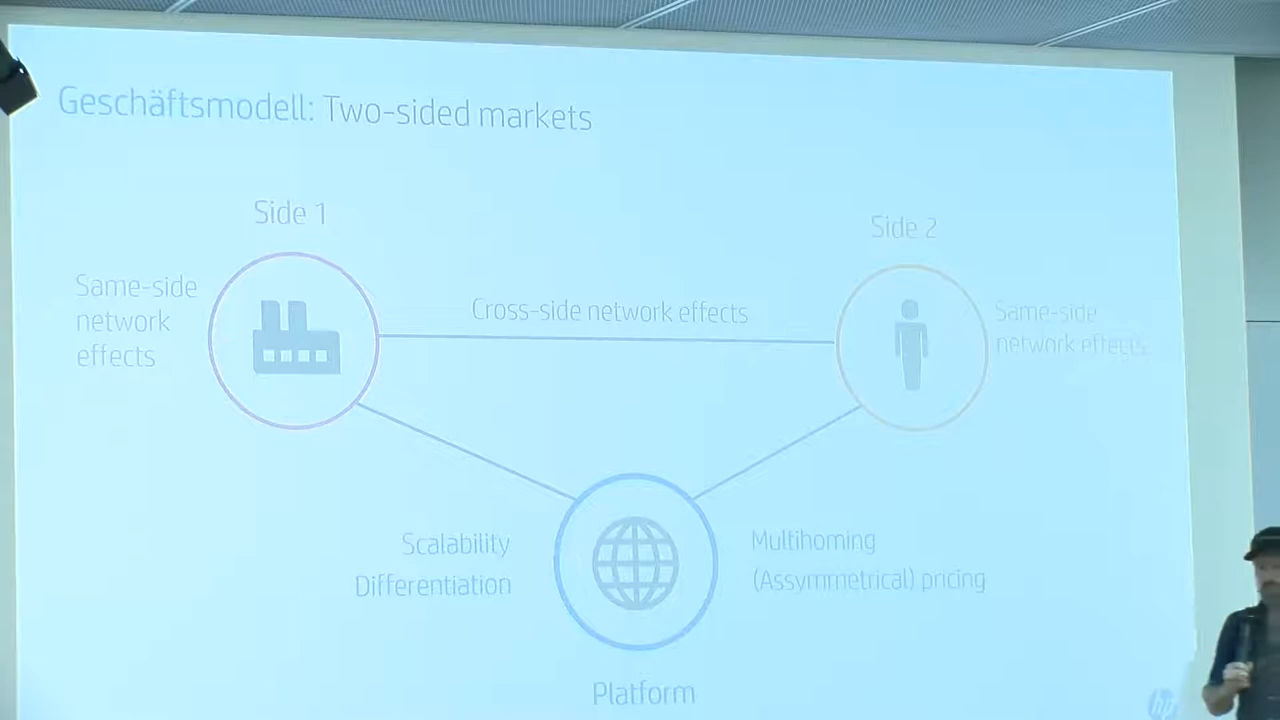 Geschäftsmodell: Two-sided markets
Side 1
Side 2
Same-side
network
effects
Cross-side network effects
Same-side
network effects
Scalability
Differentiation
Multihoming
(Assymmetrical) pricing
Platform
hp